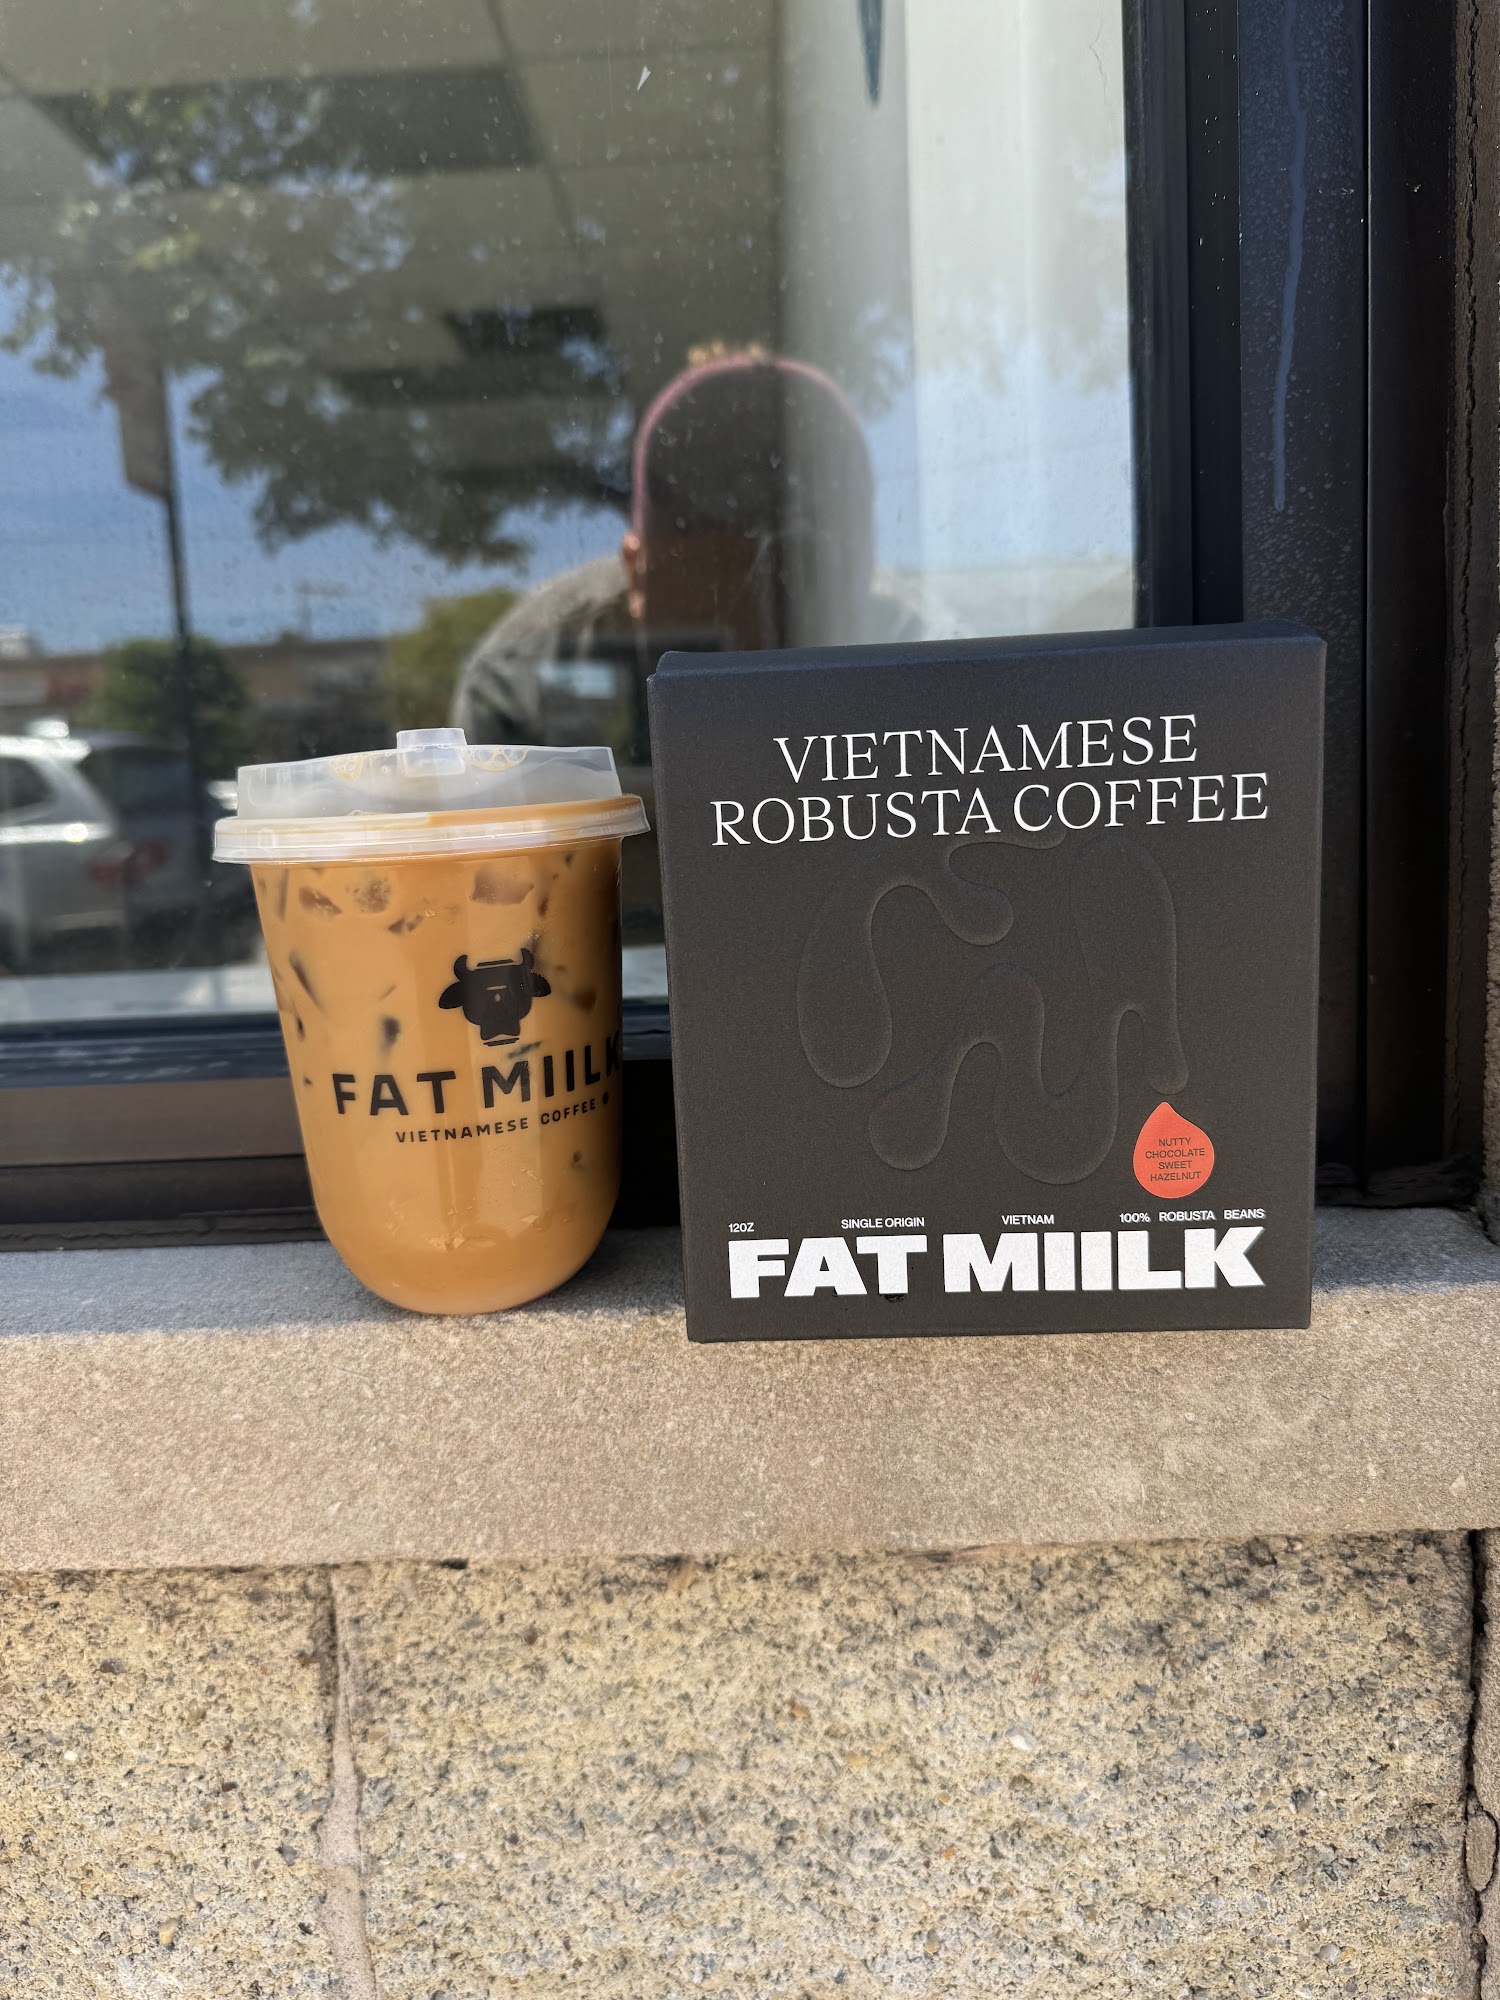 FAT MIILK
VIETNAMESE COFFEE
VIETNAMESE
ROBUSTA COFFEE
NUTTY
CHOCOLATE
SWEET
HAZELNUT
12OZ SINGLE ORIGIN VIETNAM 100% ROBUSTA BEANS
FAT MIILK